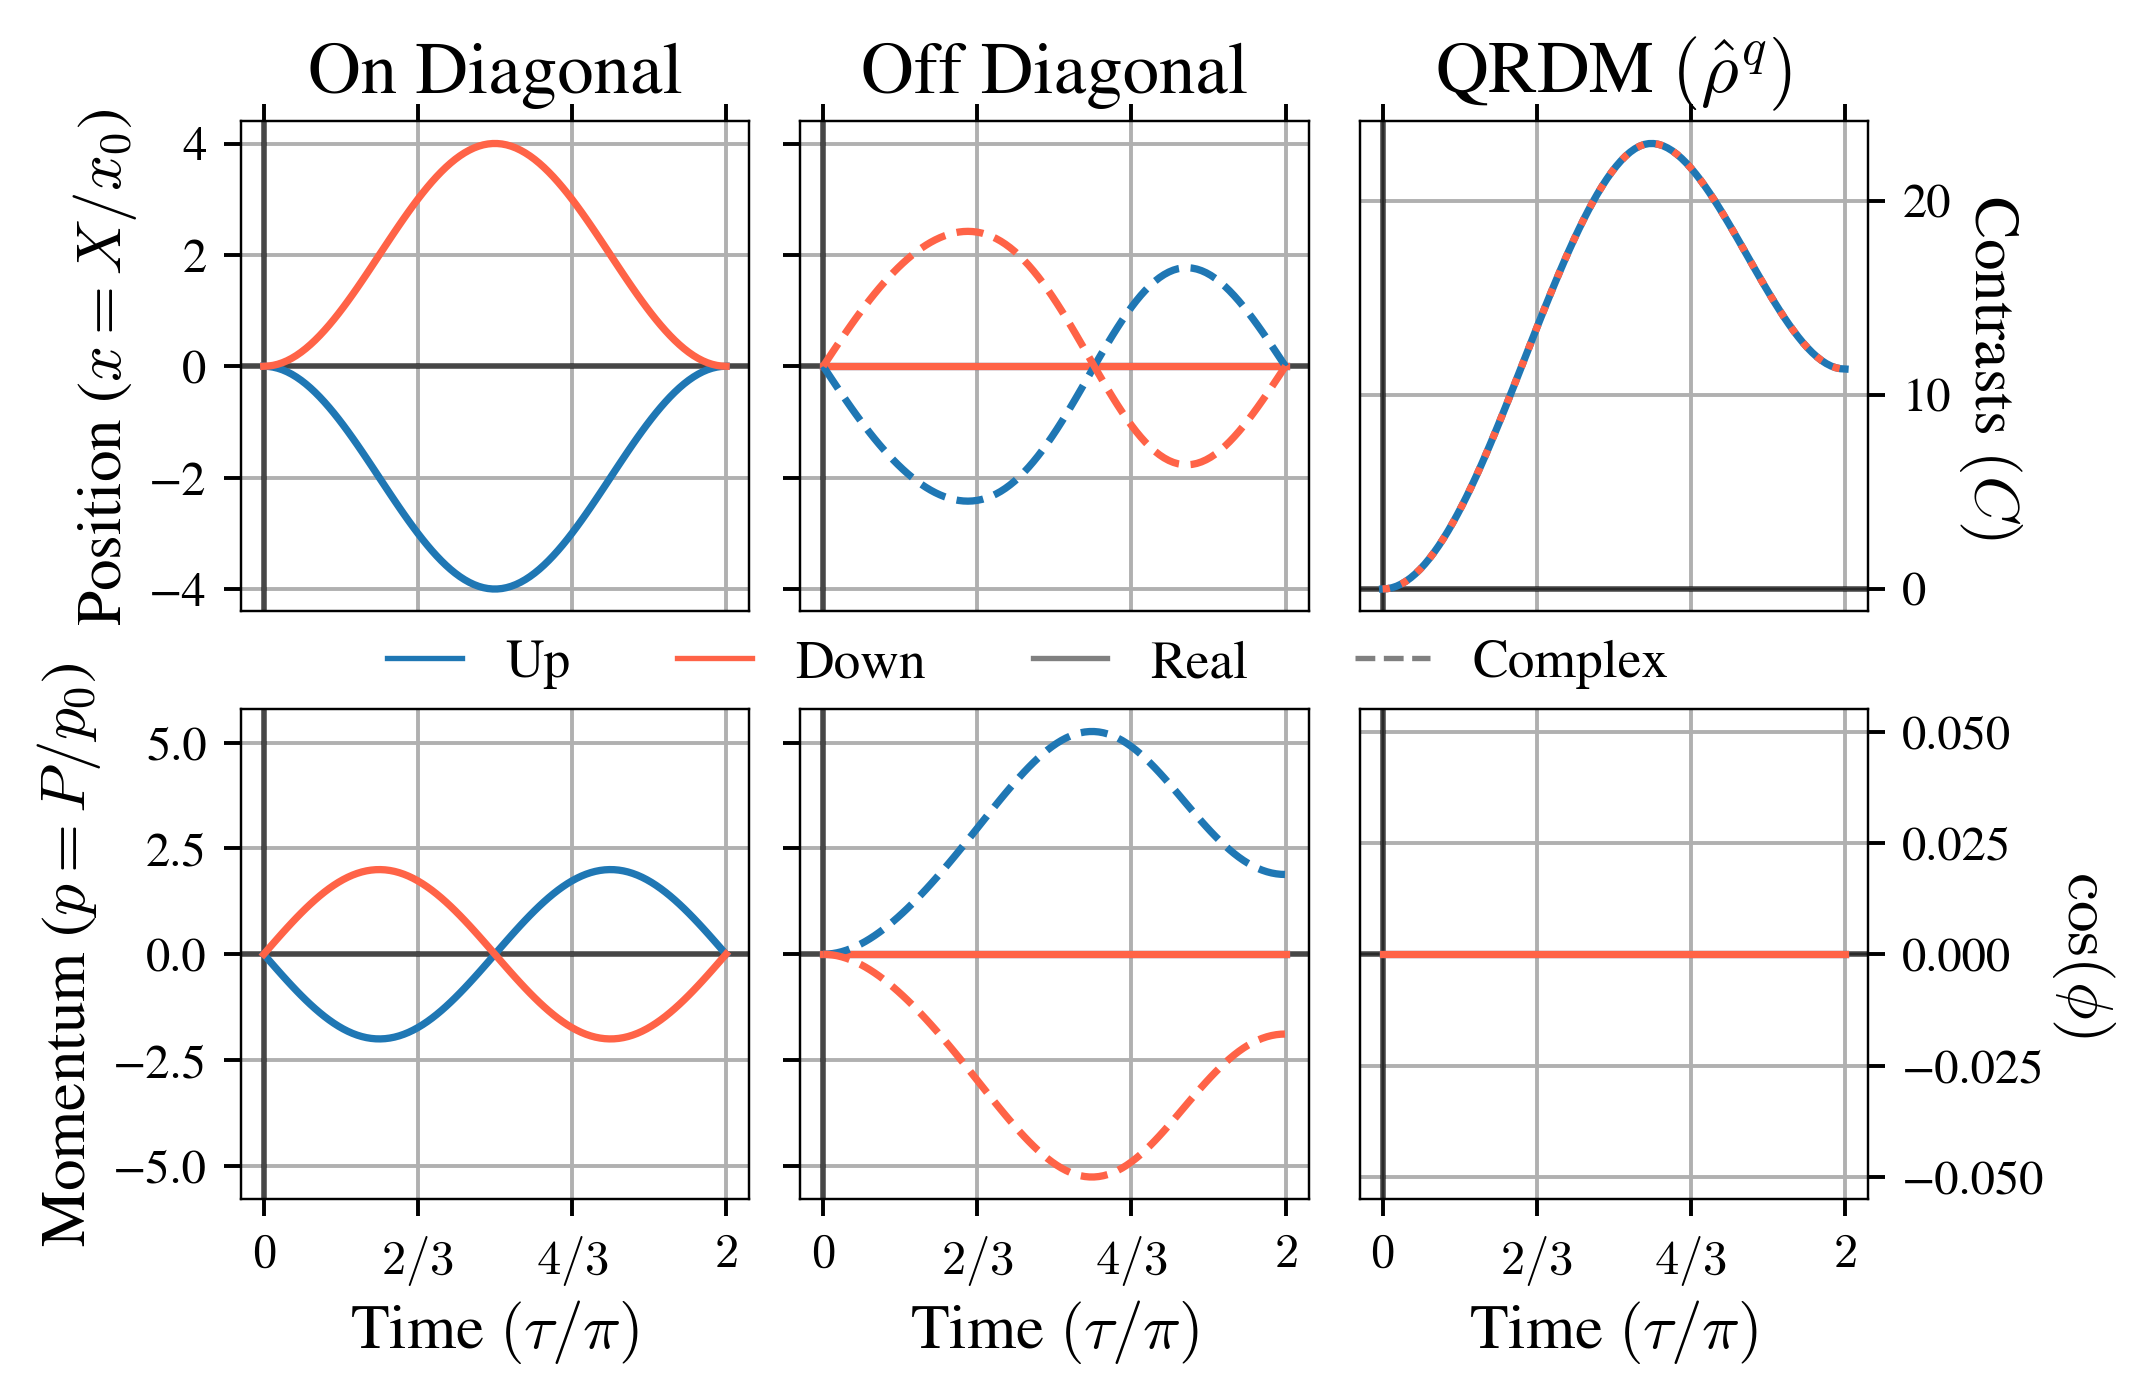 On Diagonal
Off Diagonal
QRDM (ρ̂^q)
Position (x = X/x₀)
4
2
0
−2
−4
20
10
0
Contrasts (C)
Up
Down
Real
Complex
Momentum (p = P/p₀)
5.0
2.5
0.0
−2.5
−5.0
0.050
0.025
0.000
−0.025
−0.050
cos(ϕ)
0 2/3 4/3 2
0 2/3 4/3 2
0 2/3 4/3 2
Time (τ/π)
Time (τ/π)
Time (τ/π)